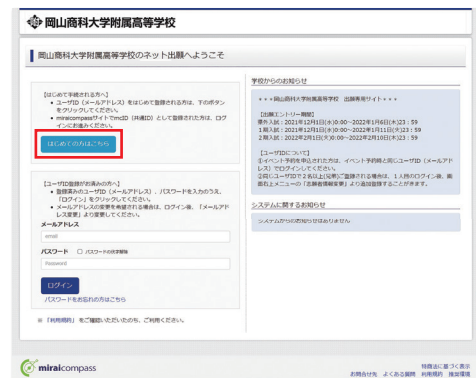 岡山商科大学附属高等学校
岡山商科大学附属高等学校のネット出願へようこそ
【はじめて手続される方へ】
• ユーザID（メールアドレス）をはじめて登録される方は、下のボタン
をクリックしてください。
• miraicompassサイトでmcID（共通ID）として登録された方は、ログ
インにお進みください。
はじめての方はこちら
【ユーザID登録がお済みの方へ】
• 登録済みのユーザID（メールアドレス）、パスワードを入力のうえ、
「ログイン」をクリックしてください。
• メールアドレスの変更を希望される場合は、ログイン後、「メールアド
レス変更」より変更してください。
メールアドレス
email
パスワード パスワードの伏字解除
Password
ログイン
パスワードをお忘れの方はこちら
※ 「利用規約」 をご確認いただいたのち、ご利用ください。
学校からのお知らせ
＊＊＊岡山商科大学附属高等学校 出願専用サイト＊＊＊
【出願エントリー期間】
県外入試：2021年12月1日(水)0:00～2022年1月6日(木)23：59
1期入試：2021年12月1日(水)0:00～2022年1月11日(火)23：59
2期入試：2022年2月1日(火)0:00～2022年2月10日(木)23：59
【ユーザIDについて】
①イベント予約を申込された方は、イベント予約時と同じユーザID（メールアド
レス）でログインしてください。
②同じユーザIDで２名以上(兄弟)ご登録される場合は、１人目のログイン後、画
面右上メニューの「志願者情報変更」より追加登録することができます。
システムに関するお知らせ
システムからのお知らせはありません
miraicompass
特商法に基づく表示
お問合せ先 よくある質問 利用規約 推奨環境